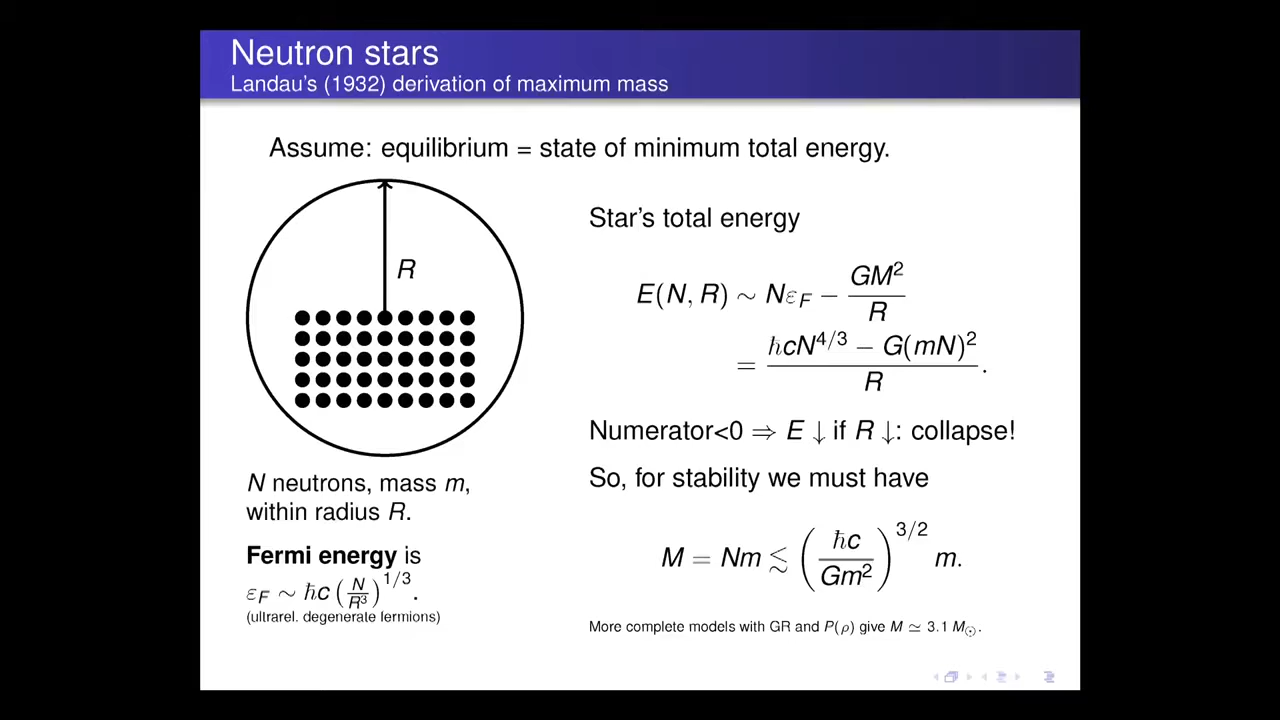 Neutron stars
Landau's (1932) derivation of maximum mass
Assume: equilibrium = state of minimum total energy.
R
N neutrons, mass m,
within radius R.
Fermi energy is
ε_F ∼ ħc (N/R³)^{1/3}.
(ultrarel. degenerate fermions)
Star's total energy
E(N, R) ∼ Nε_F − GM²/R
= (ħcN^{4/3} − G(mN)²)/R.
Numerator<0 ⇒ E ↓ if R ↓: collapse!
So, for stability we must have
M = Nm ≲ (ħc/Gm²)^{3/2} m.
More complete models with GR and P(ρ) give M ≃ 3.1 M_⊙.